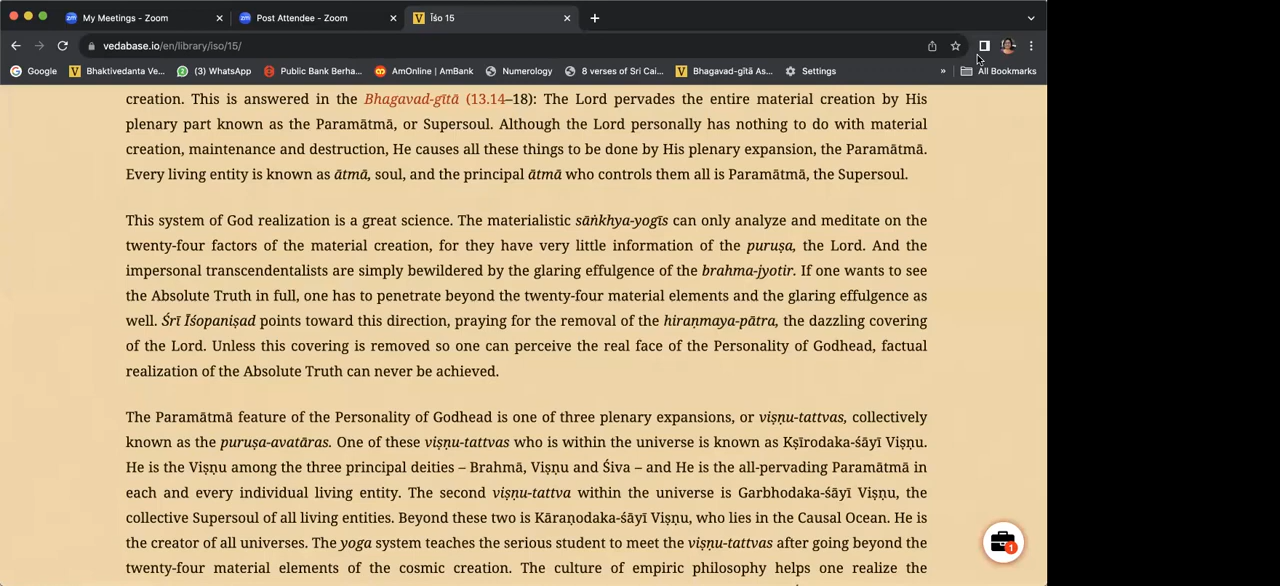 My Meetings - Zoom
Post Attendee - Zoom
Īśo 15
vedabase.io/en/library/iso/15/
Google
Bhaktivedanta Ve...
(3) WhatsApp
Public Bank Berha...
AmOnline | AmBank
Numerology
8 verses of Sri Cai...
Bhagavad-gītā As...
Settings
»
All Bookmarks
creation. This is answered in the Bhagavad-gītā (13.14–18): The Lord pervades the entire material creation by His
plenary part known as the Paramātmā, or Supersoul. Although the Lord personally has nothing to do with material
creation, maintenance and destruction, He causes all these things to be done by His plenary expansion, the Paramātmā.
Every living entity is known as ātmā, soul, and the principal ātmā who controls them all is Paramātmā, the Supersoul.
This system of God realization is a great science. The materialistic sāṅkhya-yogīs can only analyze and meditate on the
twenty-four factors of the material creation, for they have very little information of the puruṣa, the Lord. And the
impersonal transcendentalists are simply bewildered by the glaring effulgence of the brahma-jyotir. If one wants to see
the Absolute Truth in full, one has to penetrate beyond the twenty-four material elements and the glaring effulgence as
well. Śrī Īśopaniṣad points toward this direction, praying for the removal of the hiraṇmaya-pātra, the dazzling covering
of the Lord. Unless this covering is removed so one can perceive the real face of the Personality of Godhead, factual
realization of the Absolute Truth can never be achieved.
The Paramātmā feature of the Personality of Godhead is one of three plenary expansions, or viṣṇu-tattvas, collectively
known as the puruṣa-avatāras. One of these viṣṇu-tattvas who is within the universe is known as Kṣīrodaka-śāyī Viṣṇu.
He is the Viṣṇu among the three principal deities – Brahmā, Viṣṇu and Śiva – and He is the all-pervading Paramātmā in
each and every individual living entity. The second viṣṇu-tattva within the universe is Garbhodaka-śāyī Viṣṇu, the
collective Supersoul of all living entities. Beyond these two is Kāraṇodaka-śāyī Viṣṇu, who lies in the Causal Ocean. He is
the creator of all universes. The yoga system teaches the serious student to meet the viṣṇu-tattvas after going beyond the
twenty-four material elements of the cosmic creation. The culture of empiric philosophy helps one realize the
1